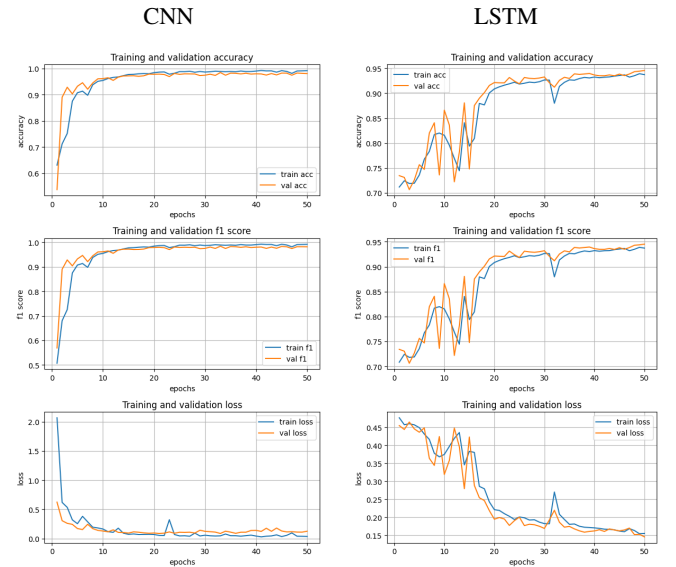 CNN
LSTM
Training and validation accuracy
accuracy
1.0
0.9
0.8
0.7
0.6
train acc
val acc
0 10 20 30 40 50
epochs
Training and validation accuracy
accuracy
0.95
0.90
0.85
0.80
0.75
0.70
train acc
val acc
0 10 20 30 40 50
epochs
Training and validation f1 score
f1 score
1.0
0.9
0.8
0.7
0.6
0.5
train f1
val f1
0 10 20 30 40 50
epochs
Training and validation f1 score
f1 score
0.95
0.90
0.85
0.80
0.75
0.70
train f1
val f1
0 10 20 30 40 50
epochs
Training and validation loss
loss
2.0
1.5
1.0
0.5
0.0
train loss
val loss
0 10 20 30 40 50
epochs
Training and validation loss
loss
0.45
0.40
0.35
0.30
0.25
0.20
0.15
train loss
val loss
0 10 20 30 40 50
epochs